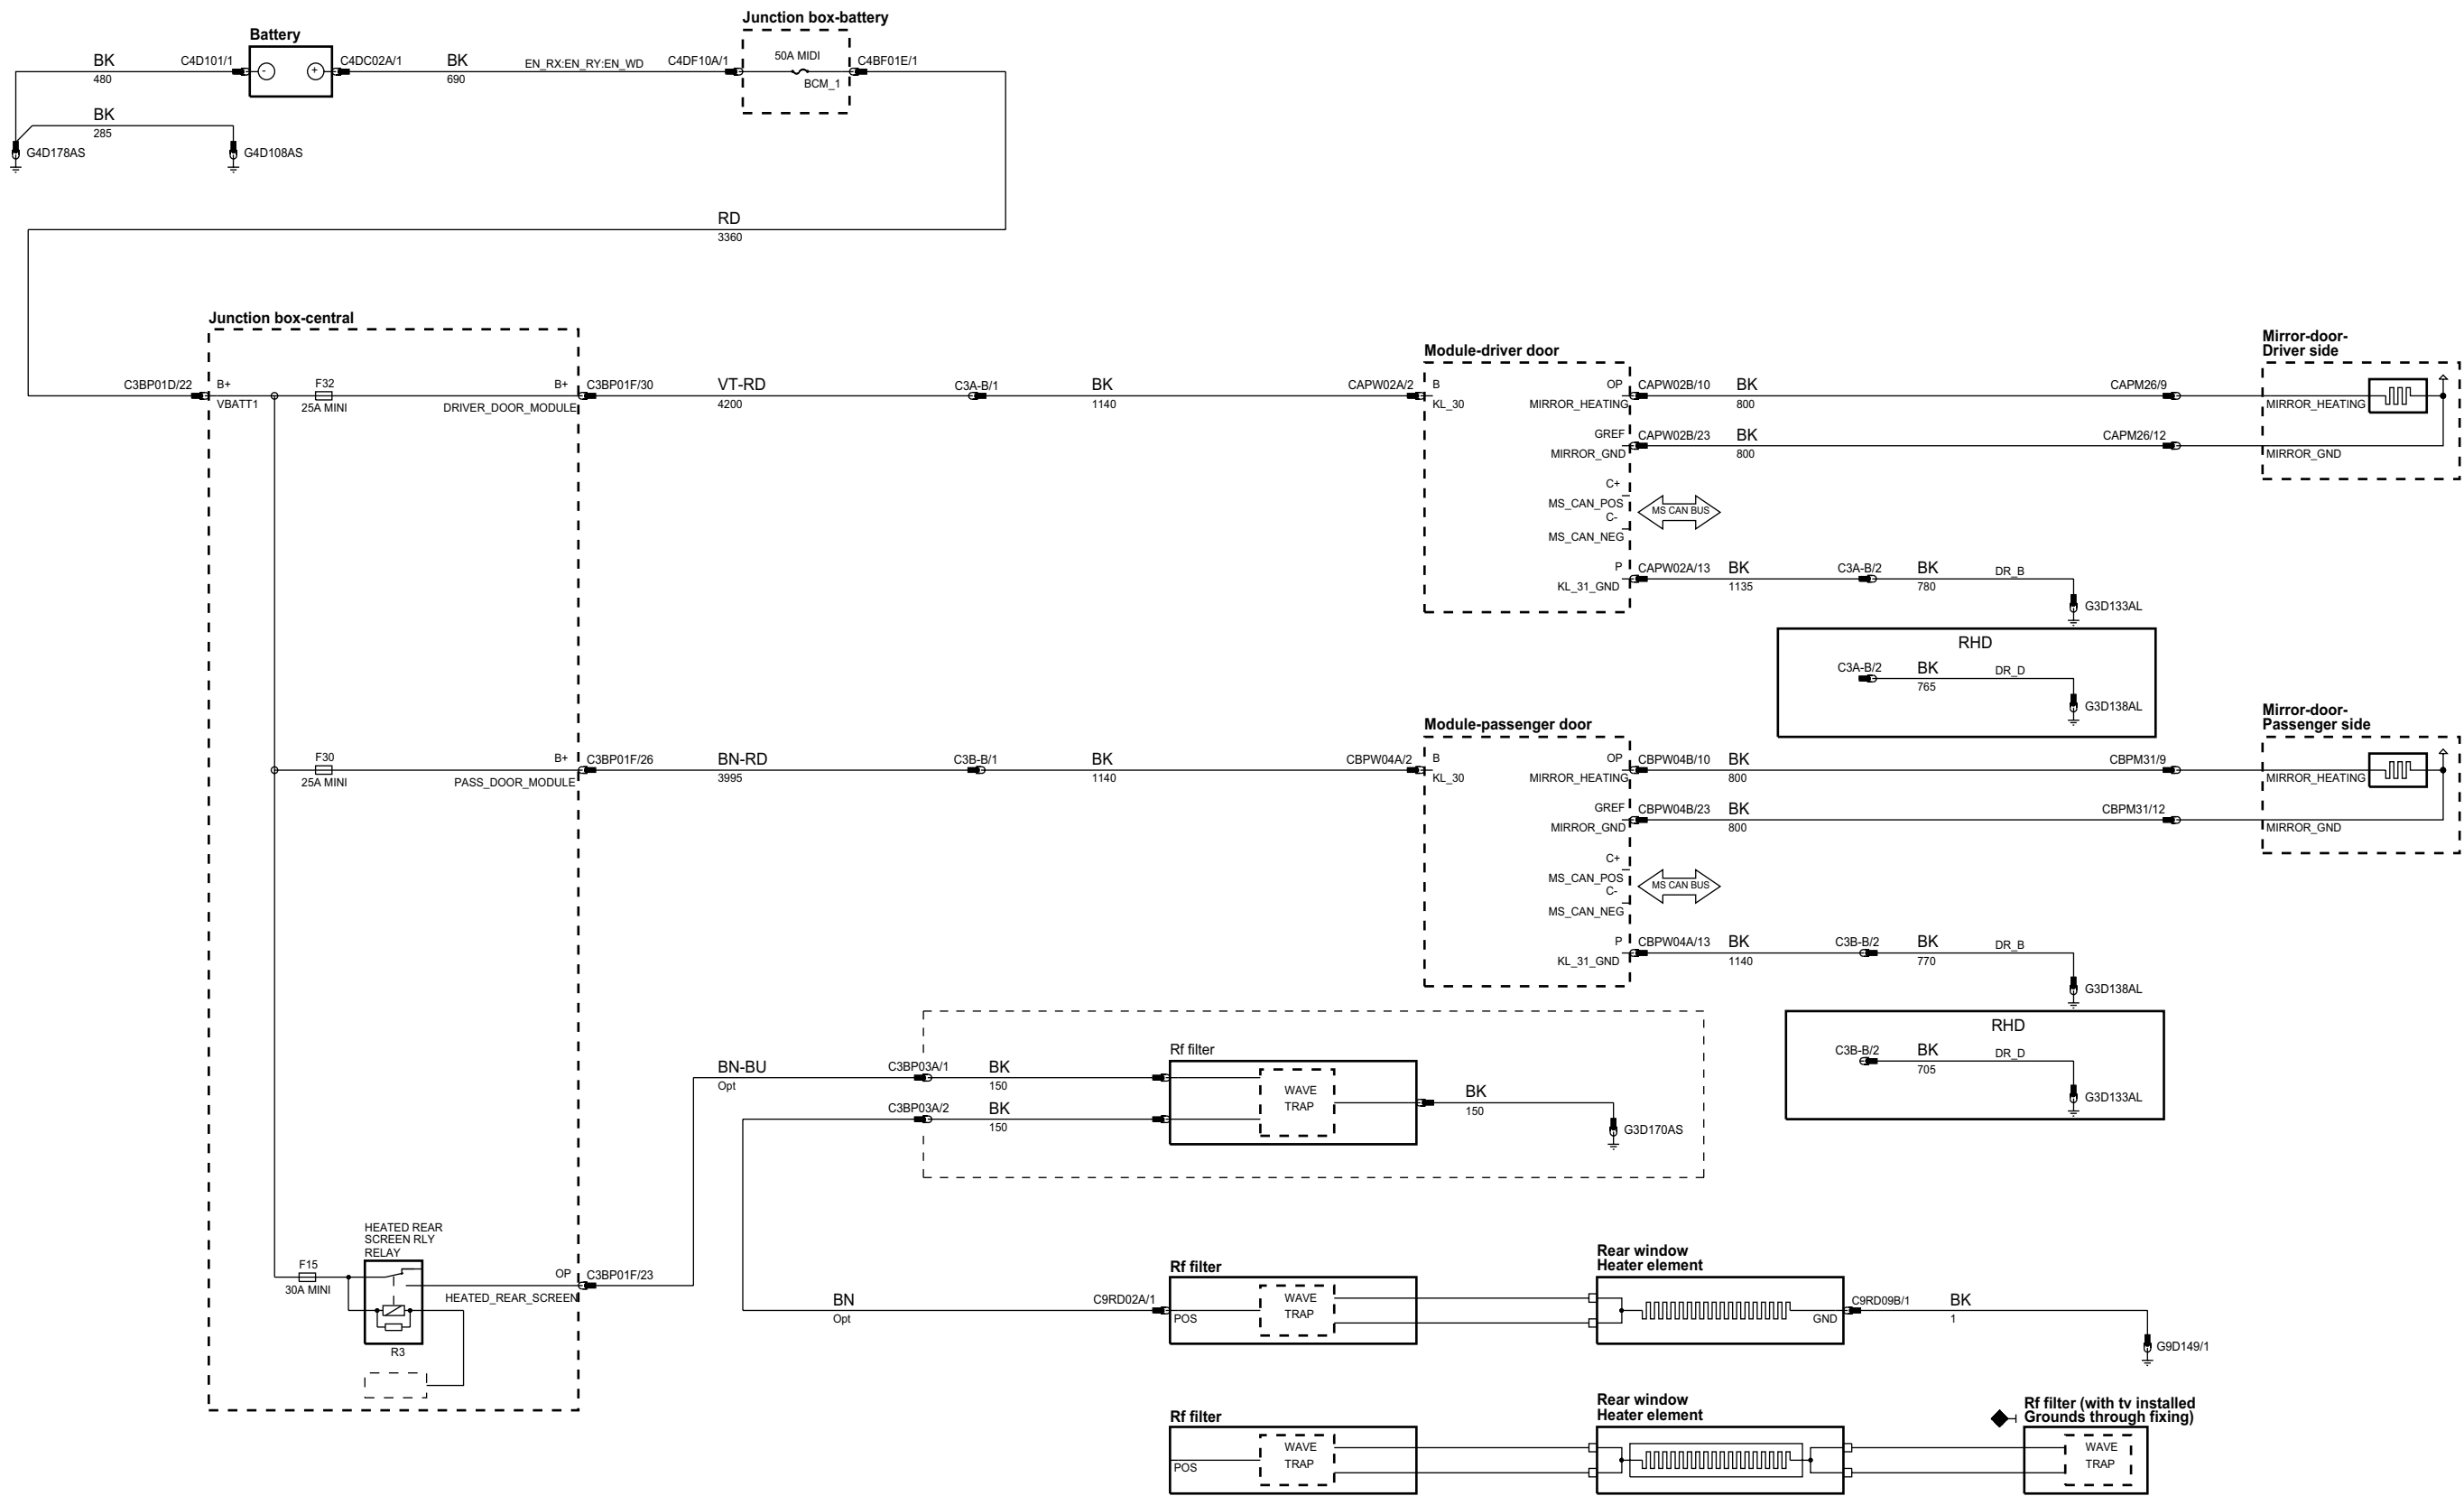 Junction box-battery
Battery
BK
480
C4D101/1
-
+
C4DC02A/1
BK
690
EN_RX:EN_RY:EN_WD
C4DF10A/1
50A MIDI
BCM_1
C4BF01E/1
BK
285
G4D178AS
G4D108AS
RD
3360
Junction box-central
C3BP01D/22
B+
VBATT1
F32
25A MINI
B+
DRIVER_DOOR_MODULE
C3BP01F/30
VT-RD
4200
C3A-B/1
BK
1140
CAPW02A/2
Module-driver door
B
KL_30
OP
MIRROR_HEATING
CAPW02B/10
BK
800
CAPM26/9
Mirror-door-
Driver side
MIRROR_HEATING
GREF
MIRROR_GND
CAPW02B/23
BK
800
CAPM26/12
MIRROR_GND
C+
MS_CAN_POS
C-
MS_CAN_NEG
MS CAN BUS
P
KL_31_GND
CAPW02A/13
BK
1135
C3A-B/2
BK
780
DR_B
G3D133AL
RHD
C3A-B/2
BK
765
DR_D
G3D138AL
F30
25A MINI
B+
PASS_DOOR_MODULE
C3BP01F/26
BN-RD
3995
C3B-B/1
BK
1140
CBPW04A/2
Module-passenger door
B
KL_30
OP
MIRROR_HEATING
CBPW04B/10
BK
800
CBPM31/9
Mirror-door-
Passenger side
MIRROR_HEATING
GREF
MIRROR_GND
CBPW04B/23
BK
800
CBPM31/12
MIRROR_GND
C+
MS_CAN_POS
C-
MS_CAN_NEG
MS CAN BUS
P
KL_31_GND
CBPW04A/13
BK
1140
C3B-B/2
BK
770
DR_B
G3D138AL
RHD
C3B-B/2
BK
705
DR_D
G3D133AL
BN-BU
Opt
C3BP03A/1
BK
150
C3BP03A/2
BK
150
Rf filter
WAVE
TRAP
BK
150
G3D170AS
HEATED REAR
SCREEN RLY
RELAY
F15
30A MINI
R3
OP
HEATED_REAR_SCREEN
C3BP01F/23
BN
Opt
C9RD02A/1
Rf filter
POS
WAVE
TRAP
Rear window
Heater element
GND
C9RD09B/1
BK
1
G9D149/1
Rf filter
POS
WAVE
TRAP
Rear window
Heater element
Rf filter (with tv installed
Grounds through fixing)
WAVE
TRAP